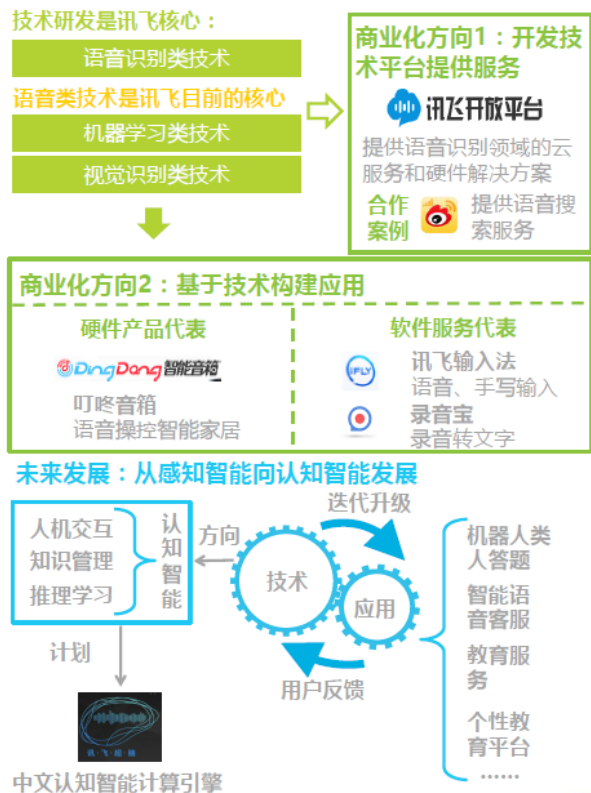 技术研发是讯飞核心：
语音识别类技术
语音类技术是讯飞目前的核心
机器学习类技术
视觉识别类技术
商业化方向1：开发技
术平台提供服务
讯飞开放平台
提供语音识别领域的云
服务和硬件解决方案
合作
案例
提供语音搜
索服务
商业化方向2：基于技术构建应用
硬件产品代表
DingDong智能音箱
叮咚音箱
语音操控智能家居
软件服务代表
iFLY
讯飞输入法
语音、手写输入
录音宝
录音转文字
未来发展：从感知智能向认知智能发展
人机交互
知识管理
推理学习
认
知
智
能
方向
计划
讯·飞·超·脑
中文认知智能计算引擎
迭代升级
技术
应用
用户反馈
机器人类
人答题
智能语
音客服
教育服
务
个性教
育平台
······